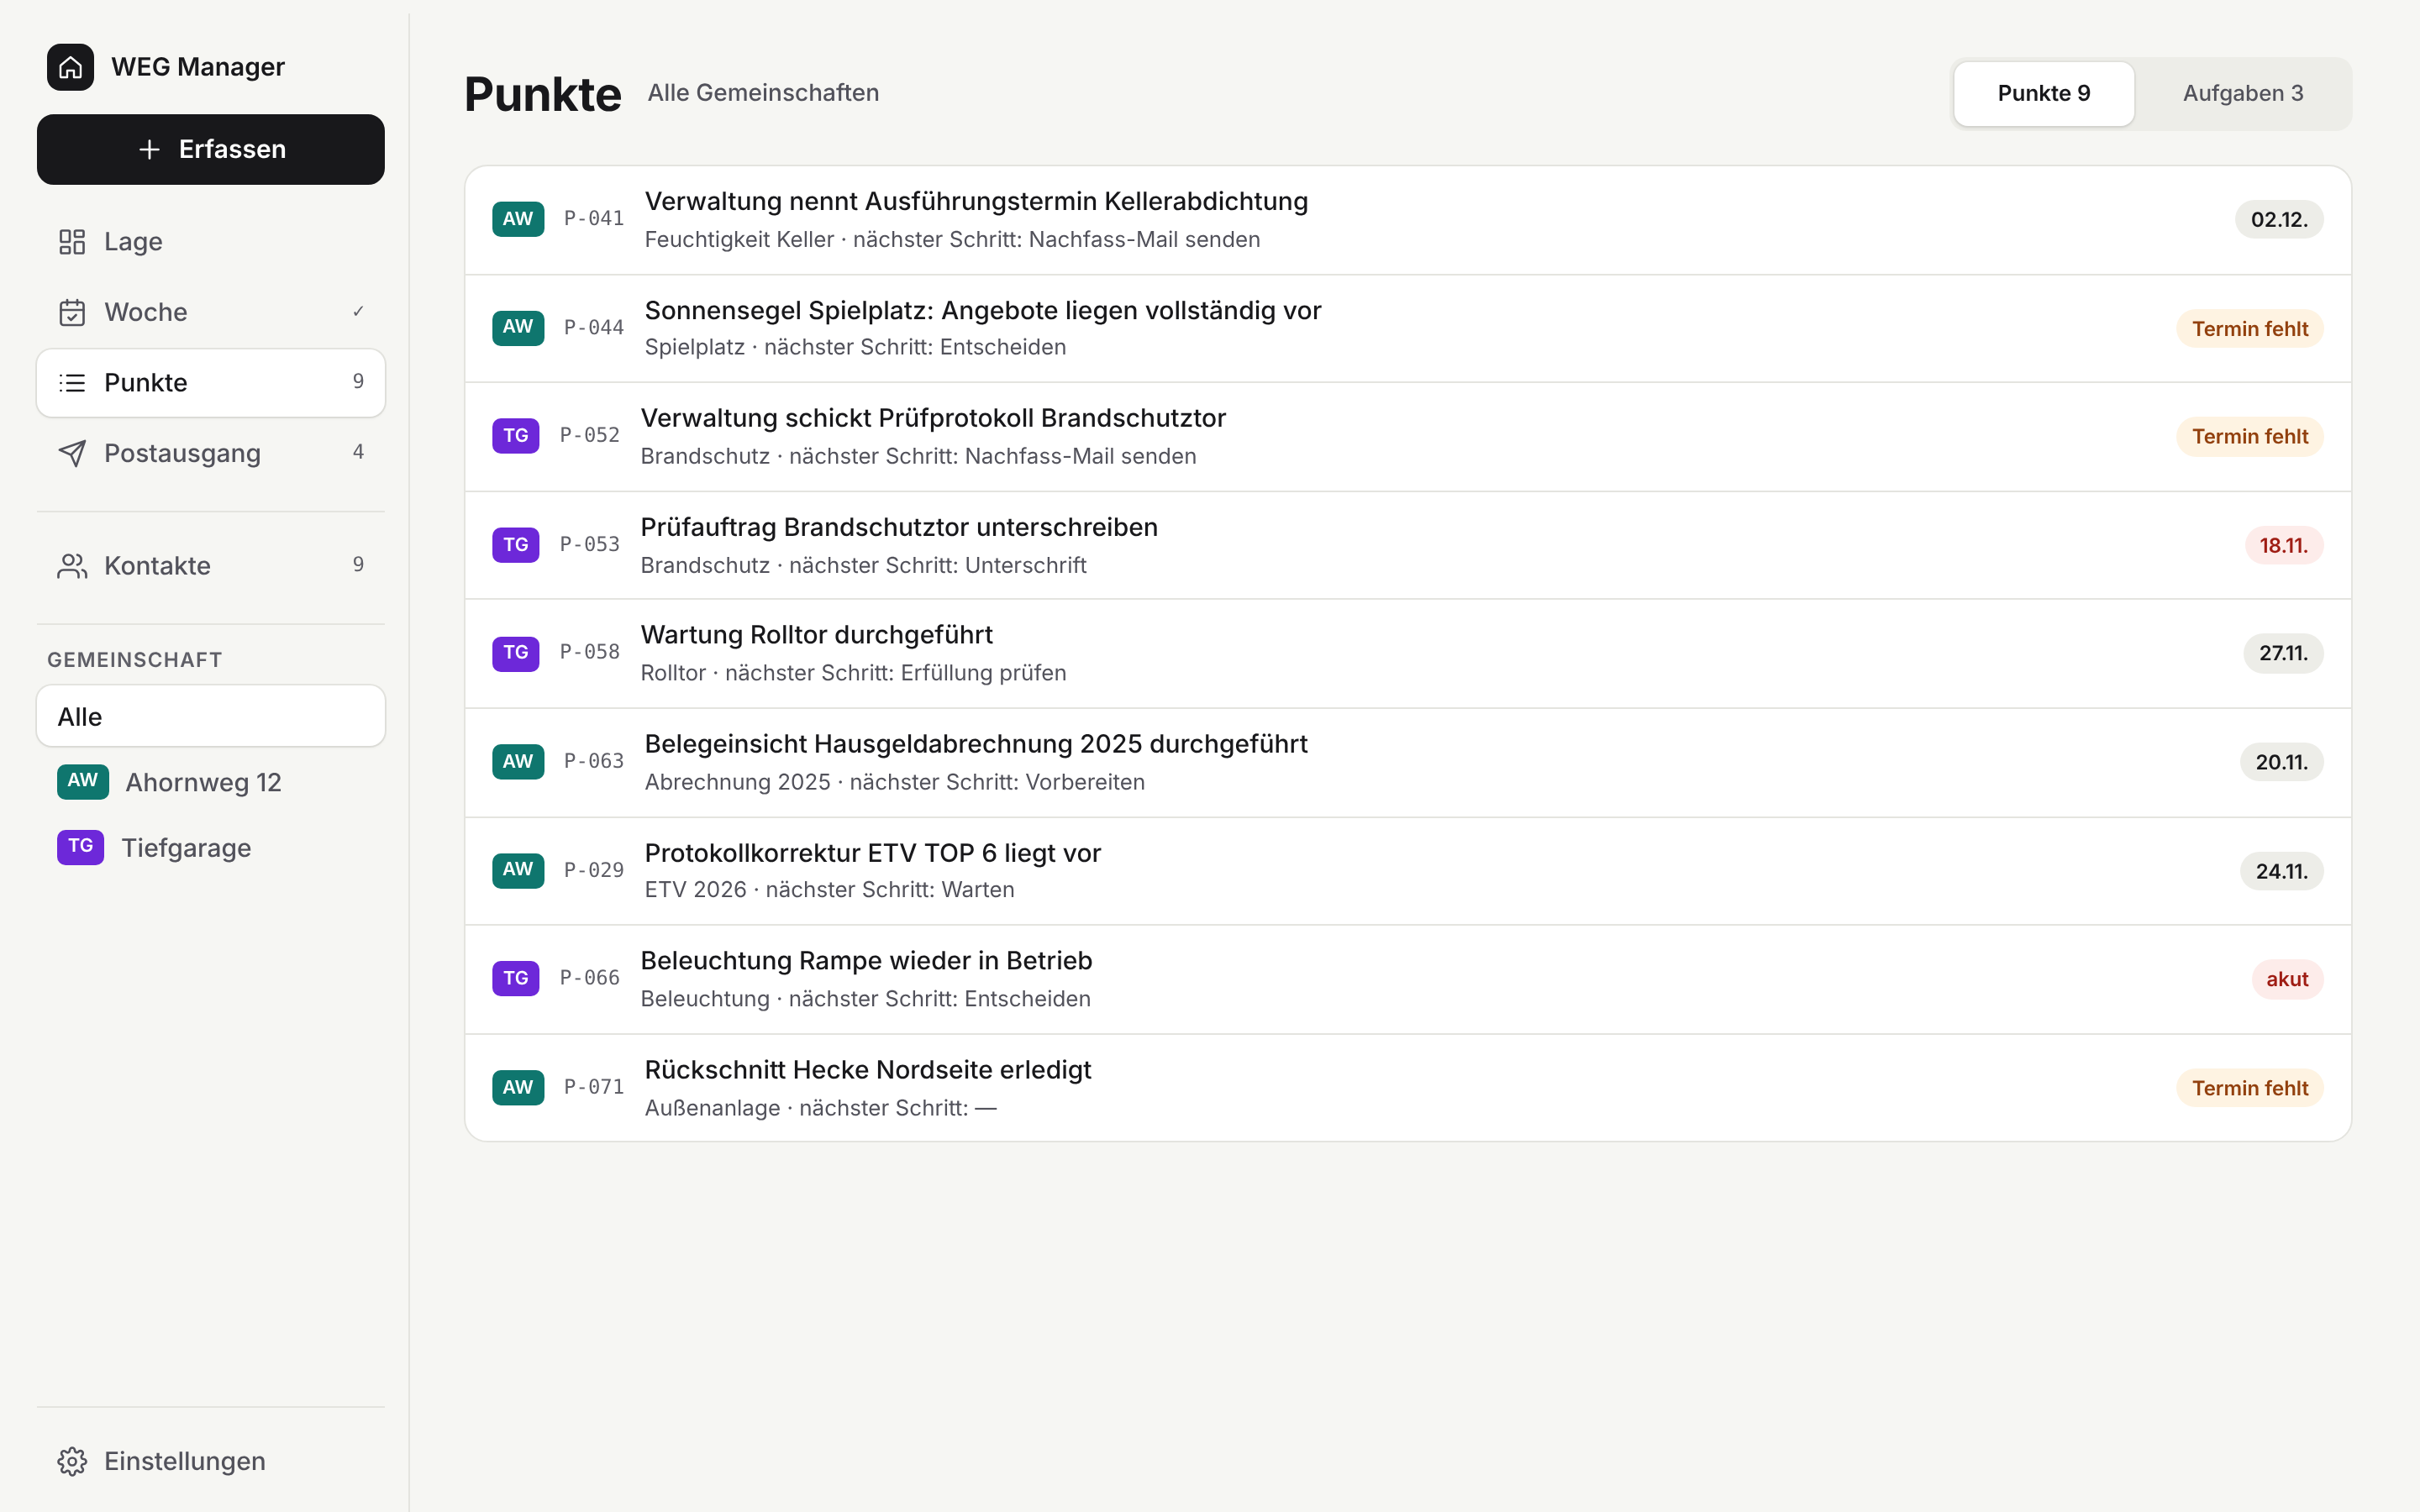 WEG Manager
Erfassen
Lage
Woche ✓
Punkte 9
Postausgang 4
Kontakte 9
GEMEINSCHAFT
Alle
AW Ahornweg 12
TG Tiefgarage
Einstellungen
Punkte Alle Gemeinschaften
Punkte 9 Aufgaben 3
AW P-041 Verwaltung nennt Ausführungstermin Kellerabdichtung
Feuchtigkeit Keller · nächster Schritt: Nachfass-Mail senden
02.12.
AW P-044 Sonnensegel Spielplatz: Angebote liegen vollständig vor
Spielplatz · nächster Schritt: Entscheiden
Termin fehlt
TG P-052 Verwaltung schickt Prüfprotokoll Brandschutztor
Brandschutz · nächster Schritt: Nachfass-Mail senden
Termin fehlt
TG P-053 Prüfauftrag Brandschutztor unterschreiben
Brandschutz · nächster Schritt: Unterschrift
18.11.
TG P-058 Wartung Rolltor durchgeführt
Rolltor · nächster Schritt: Erfüllung prüfen
27.11.
AW P-063 Belegeinsicht Hausgeldabrechnung 2025 durchgeführt
Abrechnung 2025 · nächster Schritt: Vorbereiten
20.11.
AW P-029 Protokollkorrektur ETV TOP 6 liegt vor
ETV 2026 · nächster Schritt: Warten
24.11.
TG P-066 Beleuchtung Rampe wieder in Betrieb
Beleuchtung · nächster Schritt: Entscheiden
akut
AW P-071 Rückschnitt Hecke Nordseite erledigt
Außenanlage · nächster Schritt: —
Termin fehlt